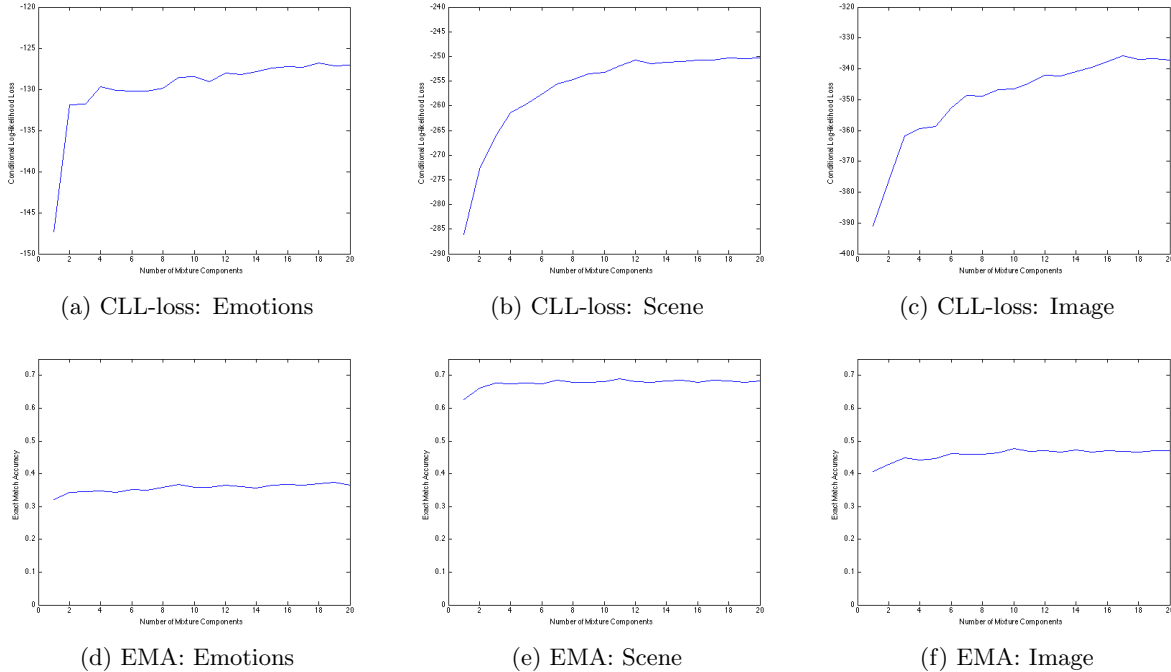 -120
-125
-130
-135
-140
-145
-150
Conditional Log-likelihood Loss
0 2 4 6 8 10 12 14 16 18 20
Number of Mixture Components
(a) CLL-loss: Emotions
-240
-245
-250
-255
-260
-265
-270
-275
-280
-285
-290
Conditional Log-likelihood Loss
0 2 4 6 8 10 12 14 16 18 20
Number of Mixture Components
(b) CLL-loss: Scene
-320
-330
-340
-350
-360
-370
-380
-390
-400
Conditional Log-likelihood Loss
0 2 4 6 8 10 12 14 16 18 20
Number of Mixture Components
(c) CLL-loss: Image
0.7
0.6
0.5
0.4
0.3
0.2
0.1
0
Exact Match Accuracy
0 2 4 6 8 10 12 14 16 18 20
Number of Mixture Components
(d) EMA: Emotions
0.7
0.6
0.5
0.4
0.3
0.2
0.1
0
Exact Match Accuracy
0 2 4 6 8 10 12 14 16 18 20
Number of Mixture Components
(e) EMA: Scene
0.7
0.6
0.5
0.4
0.3
0.2
0.1
0
Exact Match Accuracy
0 2 4 6 8 10 12 14 16 18 20
Number of Mixture Components
(f) EMA: Image